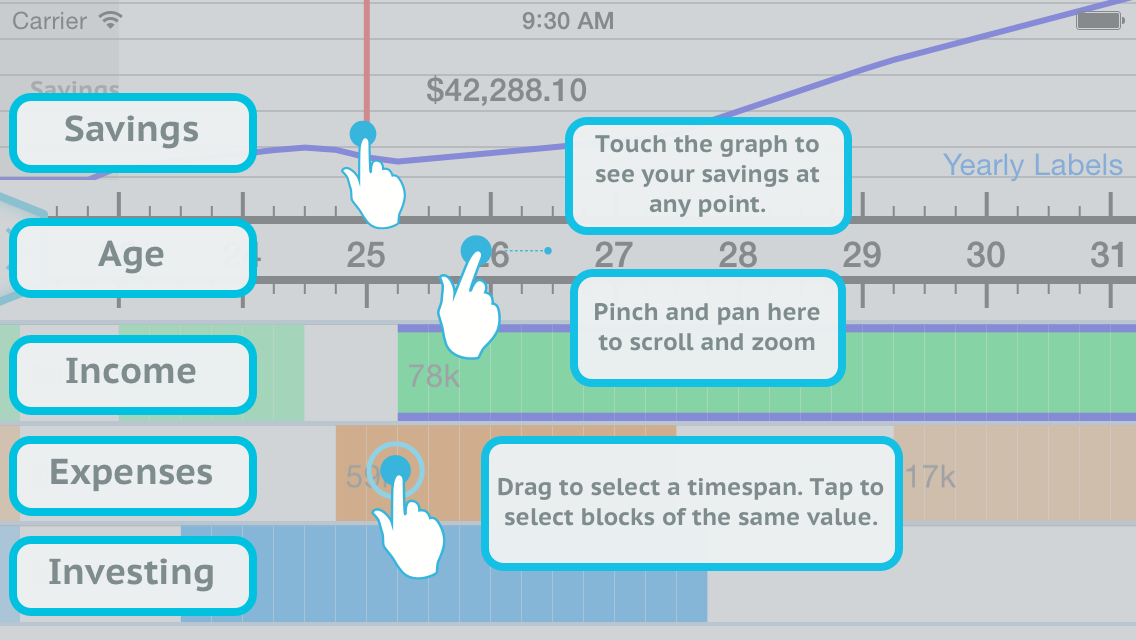 Carrier
9:30 AM
Savings
$42,288.10
Savings
Touch the graph to
see your savings at
any point.
Yearly Labels
Age
25 26 27 28 29 30 31
Pinch and pan here
to scroll and zoom
Income
78k
Expenses
17k
Drag to select a timespan. Tap to
select blocks of the same value.
Investing